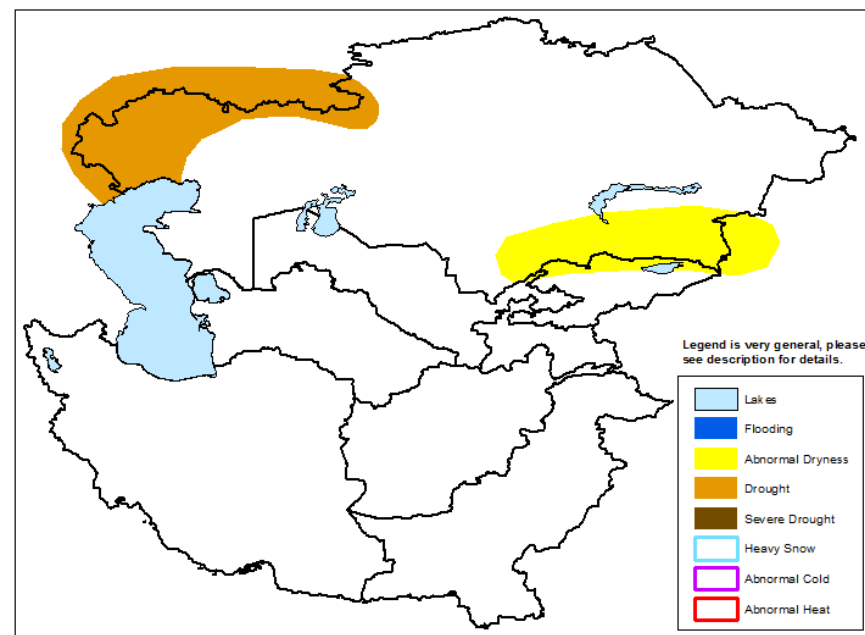 Legend is very general, please
see description for details.
Lakes
Flooding
Abnormal Dryness
Drought
Severe Drought
Heavy Snow
Abnormal Cold
Abnormal Heat